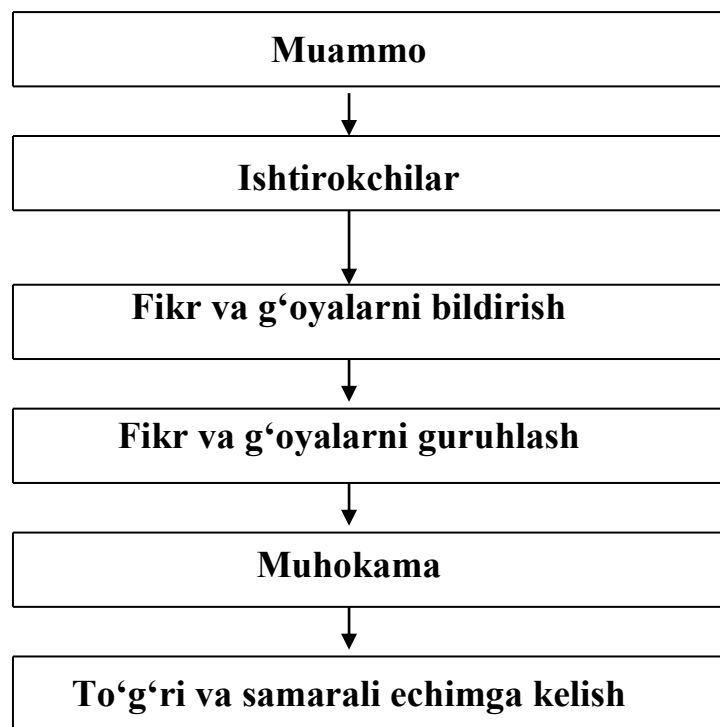 Muammo
Ishtirokchilar
Fikr va g‘oyalarni bildirish
Fikr va g‘oyalarni guruhlash
Muhokama
To‘g‘ri va samarali echimga kelish